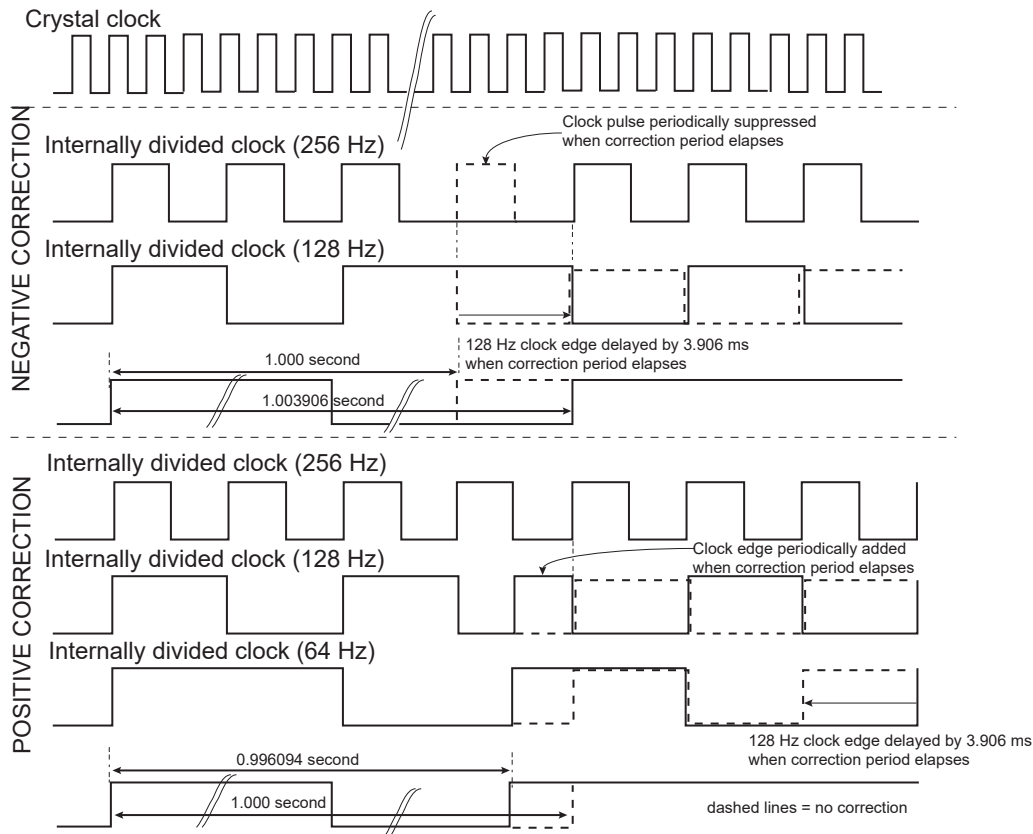 Crystal clock
NEGATIVE CORRECTION
Clock pulse periodically suppressed
when correction period elapses
Internally divided clock (256 Hz)
Internally divided clock (128 Hz)
128 Hz clock edge delayed by 3.906 ms
when correction period elapses
1.000 second
1.003906 second
POSITIVE CORRECTION
Internally divided clock (256 Hz)
Internally divided clock (128 Hz)
Clock edge periodically added
when correction period elapses
Internally divided clock (64 Hz)
128 Hz clock edge delayed by 3.906 ms
when correction period elapses
0.996094 second
1.000 second
dashed lines = no correction